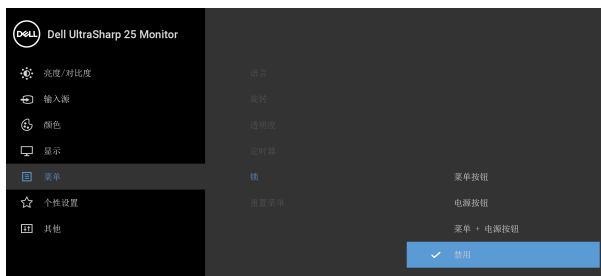 DELL Dell UltraSharp 25 Monitor
亮度/对比度
语言
输入源
旋转
颜色
透明度
显示
定时器
菜单
锁
菜单按钮
个性设置
重置菜单
电源按钮
其他
菜单 + 电源按钮
禁用